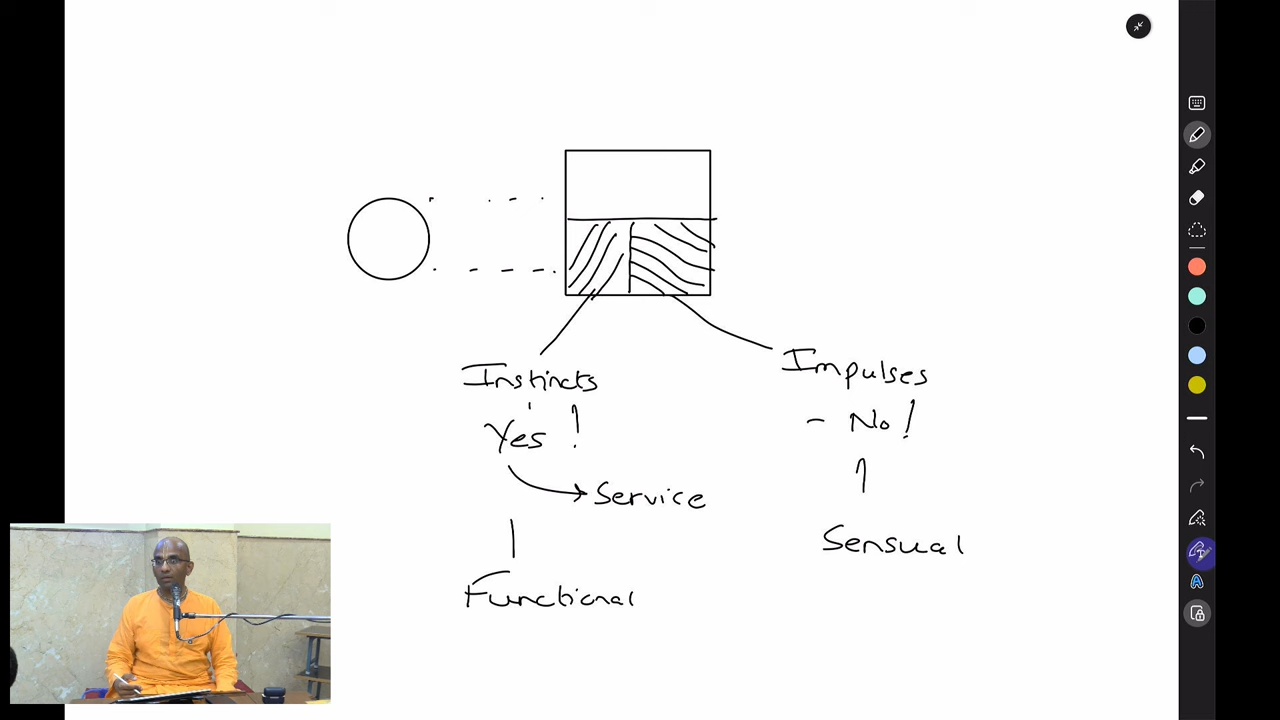 Instincts
Impulses
Yes !
- No!
Service
Sensual
Functional